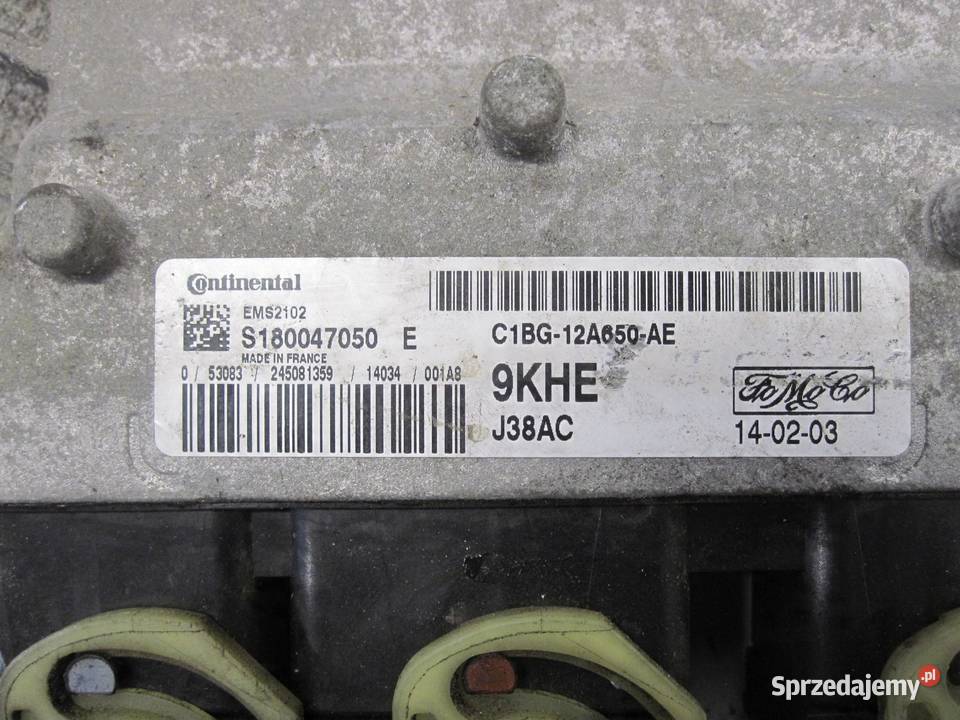 Continental
EMS2102
S180047050 E
MADE IN FRANCE
0 / 53083 / 245081359 / 14034 / 001A8
C1BG-12A650-AE
9KHE
J38AC
FoMoCo
14-02-03
Sprzedajemy.pl